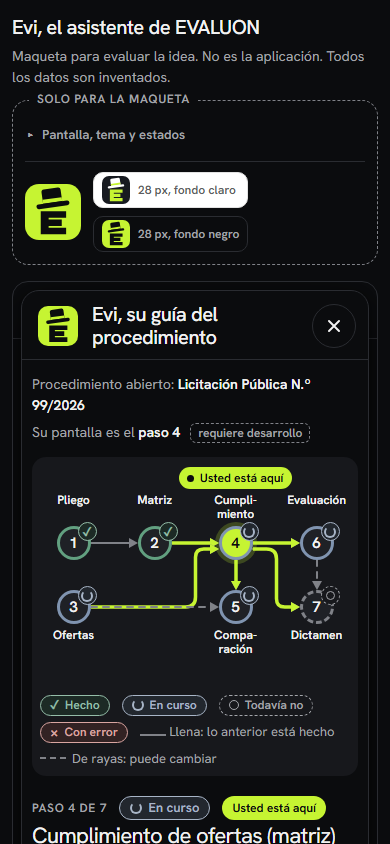 Evi, el asistente de EVALUON
Maqueta para evaluar la idea. No es la aplicación. Todos
los datos son inventados.
SOLO PARA LA MAQUETA
Pantalla, tema y estados
E
E
28 px, fondo claro
E
28 px, fondo negro
E
Evi, su guía del
procedimiento
Procedimiento abierto: Licitación Pública N.º
99/2026
Su pantalla es el paso 4
requiere desarrollo
Usted está aquí
Pliego
Matriz
Cumpli-
miento
Evaluación
1
2
4
6
3
5
7
Ofertas
Compa-
ración
Dictamen
Hecho
En curso
Todavía no
Con error
Llena: lo anterior está hecho
De rayas: puede cambiar
PASO 4 DE 7
En curso
Usted está aquí
Cumplimiento de ofertas (matriz)